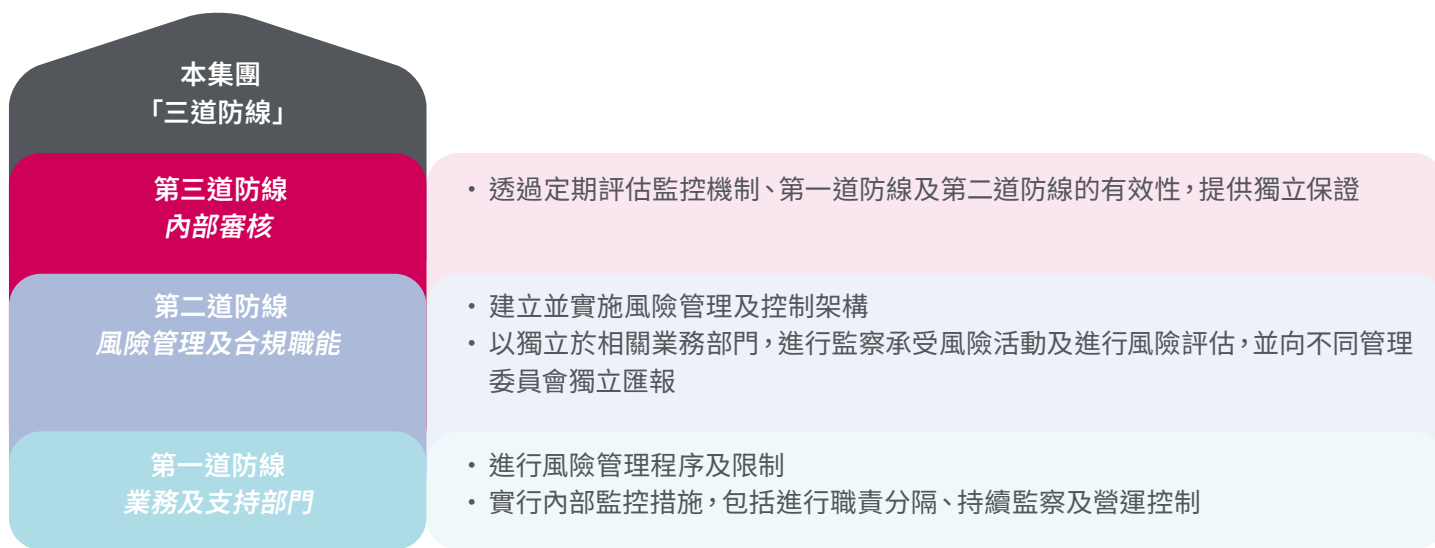 本集團
「三道防線」
第三道防線
內部審核
・透過定期評估監控機制、第一道防線及第二道防線的有效性，提供獨立保證
第二道防線
風險管理及合規職能
・建立並實施風險管理及控制架構
・以獨立於相關業務部門，進行監察承受風險活動及進行風險評估，並向不同管理
委員會獨立匯報
第一道防線
業務及支持部門
・進行風險管理程序及限制
・實行內部監控措施，包括進行職責分隔、持續監察及營運控制